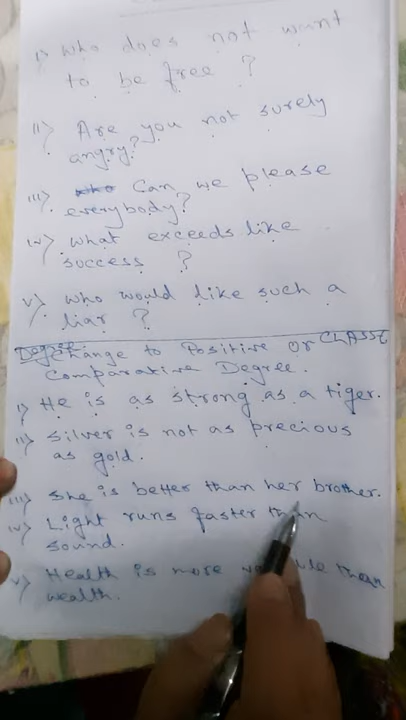 i) Who does not want
to be free ?
ii) Are you not surely
angry?
iii) Can we please
everybody?
iv) What exceeds like
success ?
v) Who would like such a
liar ?
Degree Change to Positive or CLASSE
Comparative Degree.
i) He is as strong as a tiger.
ii) Silver is not as precious
as gold.
iii) She is better than her brother.
iv) Light runs faster than
sound.
v) Health is more than
wealth.